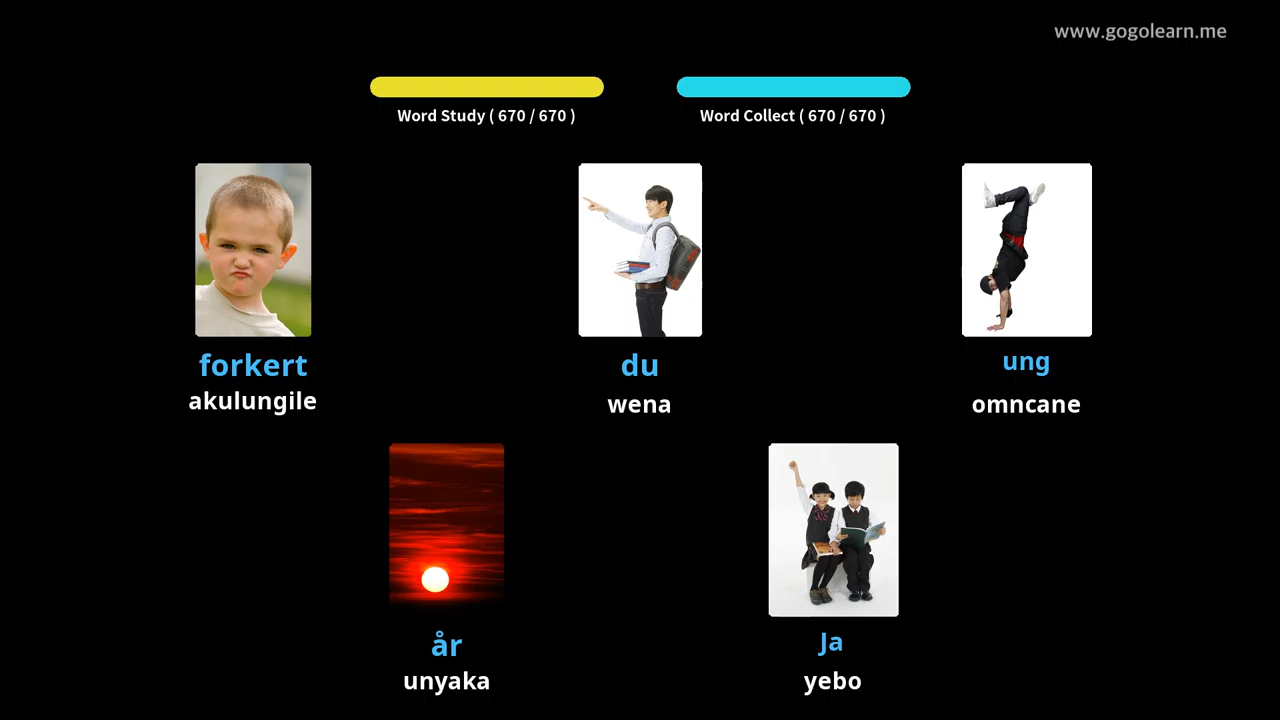 www.gogolearn.me
Word Study ( 670 / 670 )
Word Collect ( 670 / 670 )
forkert
akulungile
du
wena
ung
omncane
år
unyaka
Ja
yebo